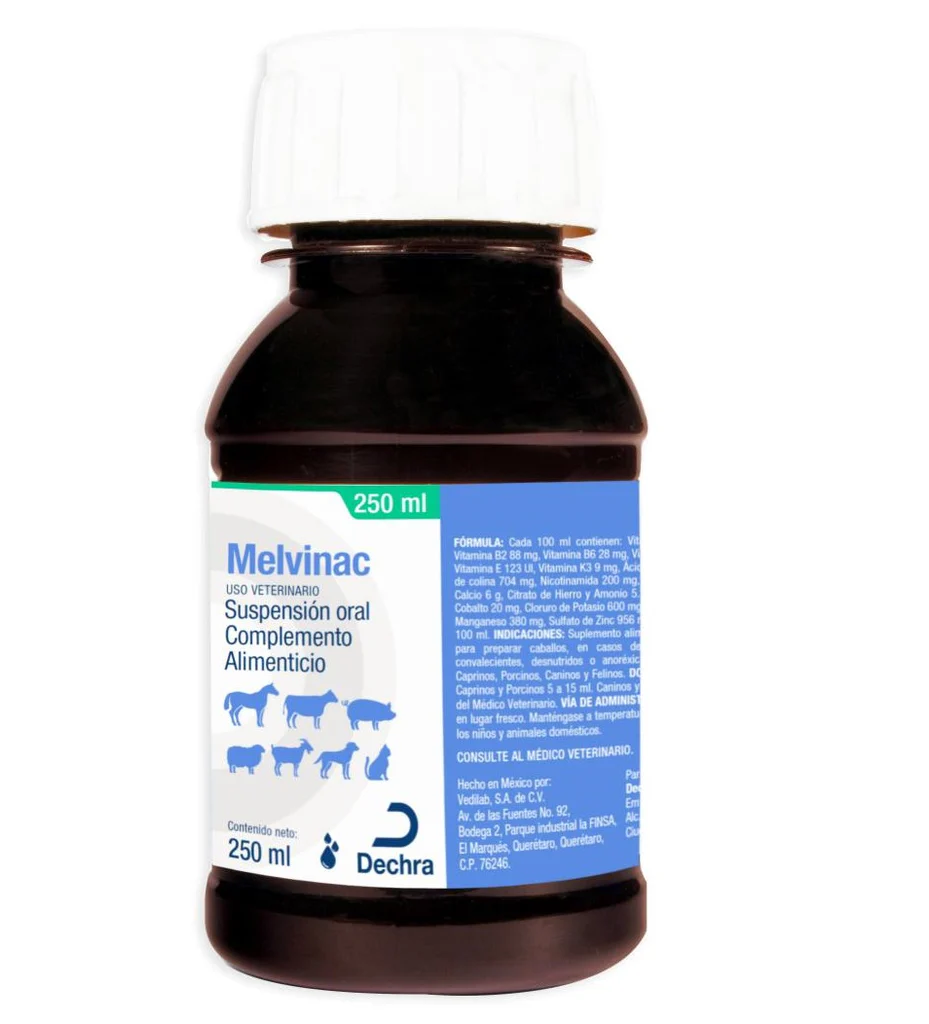 250 ml
Melvinac
USO VETERINARIO
Suspensión oral
Complemento
Alimenticio
Contenido neto:
250 ml
Dechra
FÓRMULA: Cada 100 ml contienen:
Vitamina B2 88 mg, Vitamina B6 28 mg,
Vitamina E 123 UI, Vitamina K3 9 mg,
de colina 704 mg, Nicotinamida 200 mg,
Calcio 6 g, Citrato de Hierro y Amonio
Cobalto 20 mg, Cloruro de Potasio 600 mg
Manganeso 380 mg, Sulfato de Zinc 956
100 ml. INDICACIONES: Suplemento
para preparar caballos, en casos de
convalecientes, desnutridos o
Caprinos, Porcinos, Caninos y Felinos.
Caprinos y Porcinos 5 a 15 ml. Caninos y
del Médico Veterinario. VÍA DE
en lugar fresco. Manténgase a
los niños y animales domésticos.
CONSULTE AL MÉDICO VETERINARIO.
Hecho en México por:
Vedilab, S.A. de C.V.
Av. de las Fuentes No. 92,
Bodega 2, Parque industrial la FINSA,
El Marqués, Querétaro, Querétaro,
C.P. 76246.